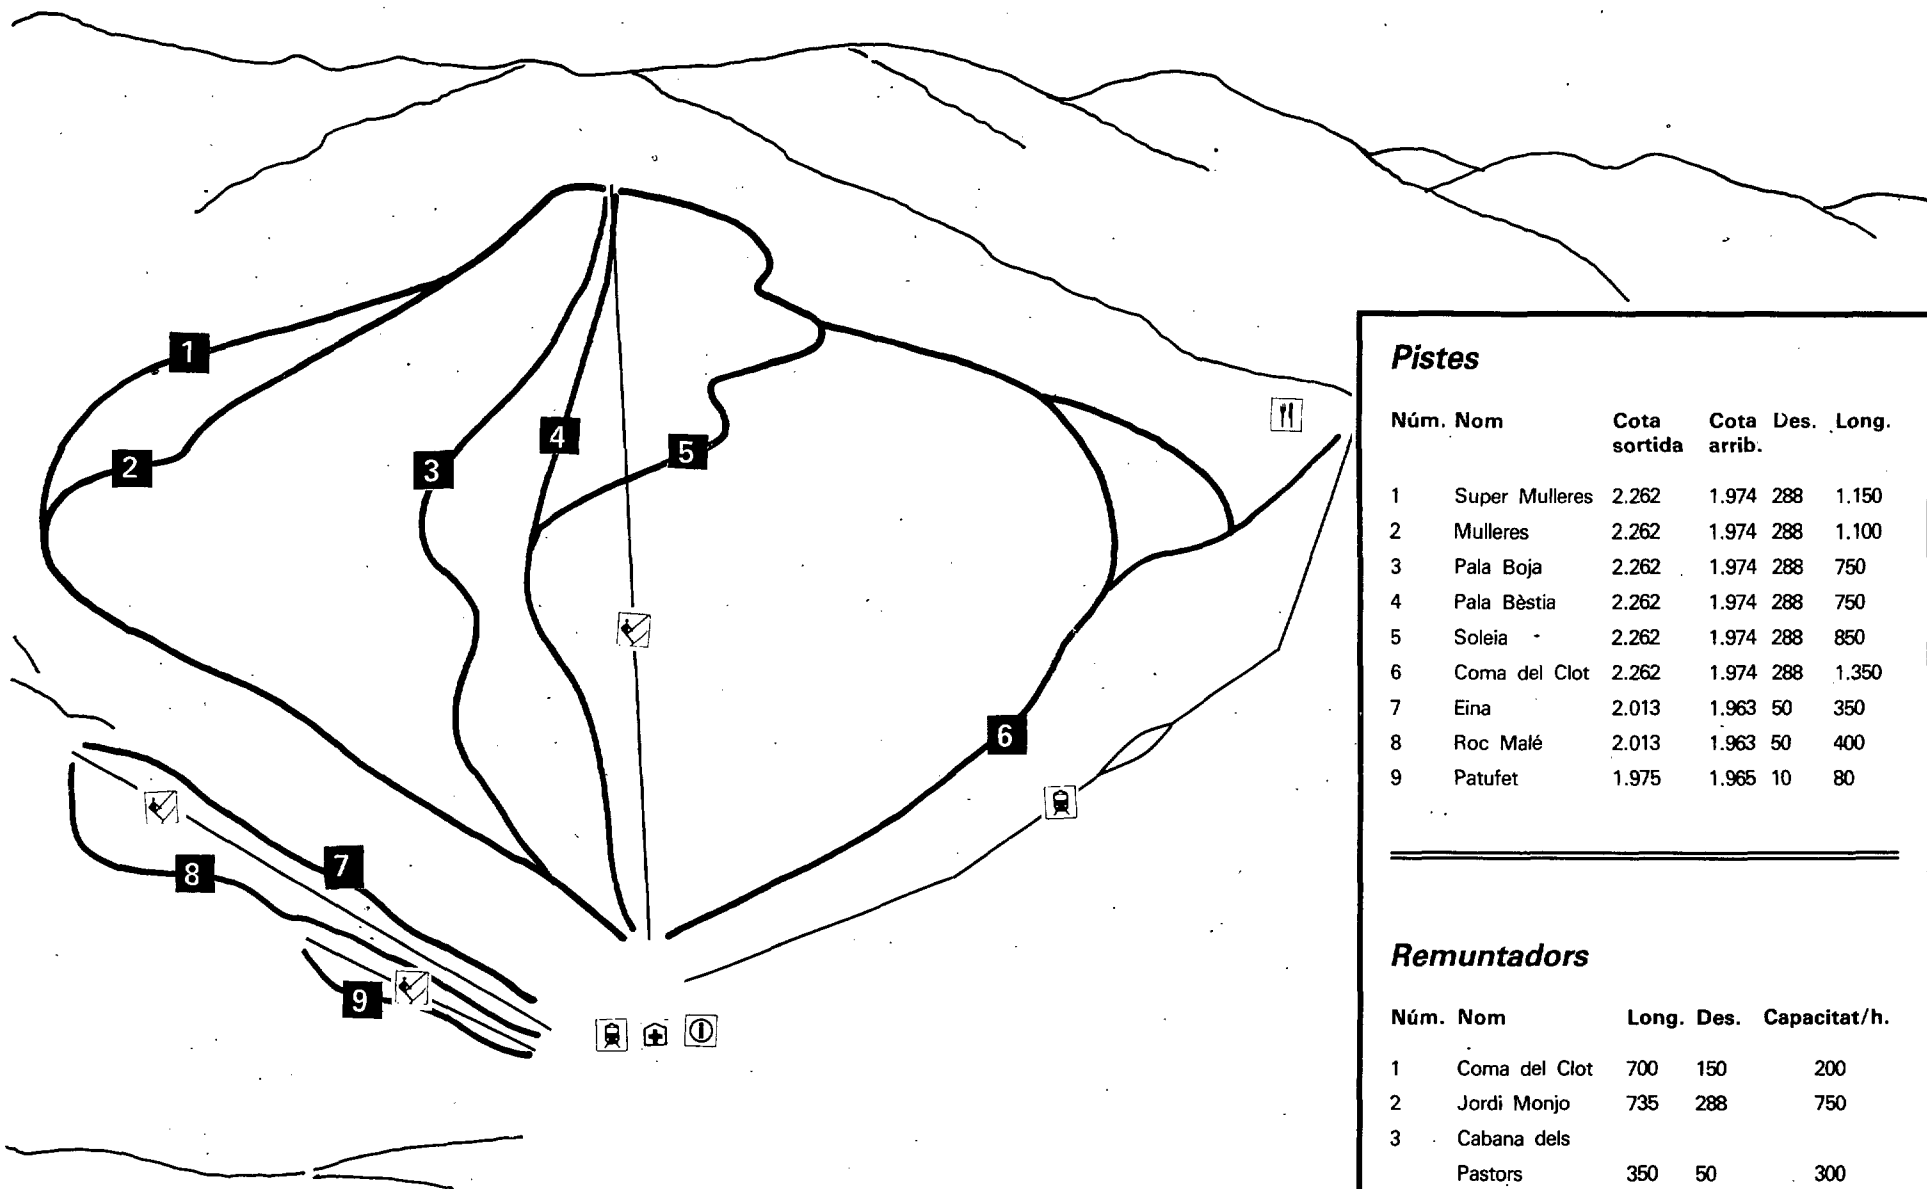 1
2
3
4
5
6
7
8
9
Pistes
Núm. Nom Cota sortida Cota arrib. Des. Long.
1 Super Mulleres 2.262 1.974 288 1.150
2 Mulleres 2.262 1.974 288 1.100
3 Pala Boja 2.262 1.974 288 750
4 Pala Bèstia 2.262 1.974 288 750
5 Soleia 2.262 1.974 288 850
6 Coma del Clot 2.262 1.974 288 1.350
7 Eina 2.013 1.963 50 350
8 Roc Malé 2.013 1.963 50 400
9 Patufet 1.975 1.965 10 80
Remuntadors
Núm. Nom Long. Des. Capacitat/h.
1 Coma del Clot 700 150 200
2 Jordi Monjo 735 288 750
3 Cabana dels
Pastors 350 50 300